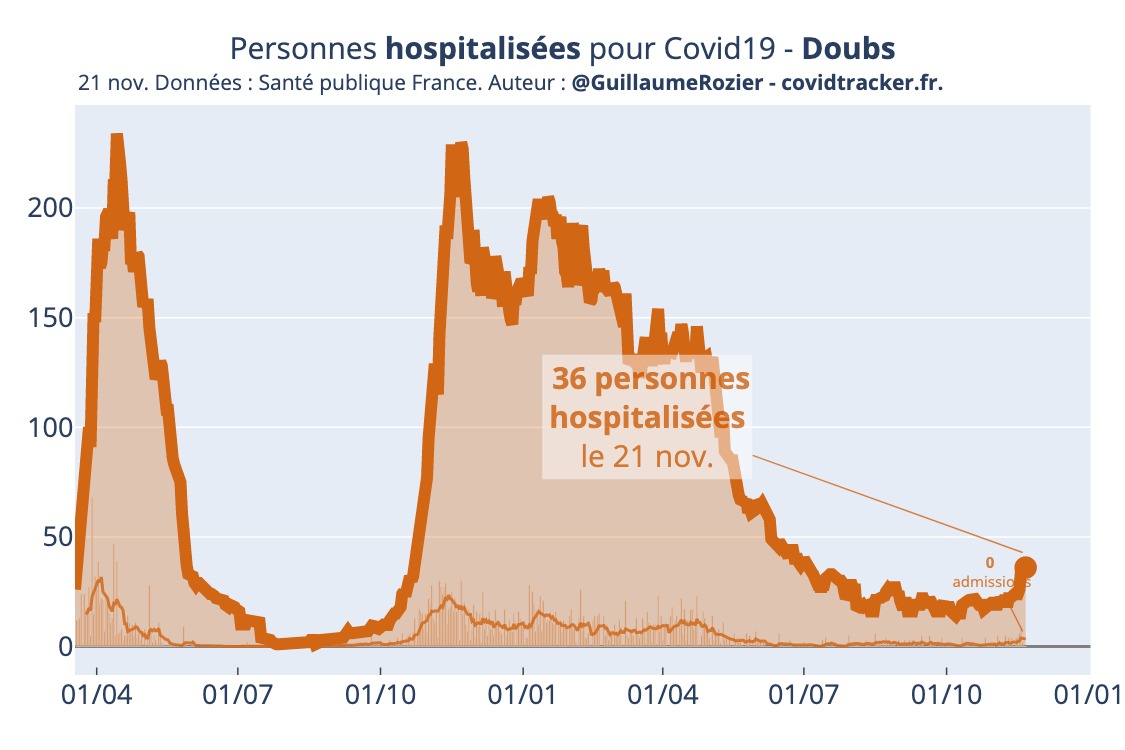 Personnes hospitalisées pour Covid19 - Doubs
21 nov. Données : Santé publique France. Auteur : @GuillaumeRozier - covidtracker.fr.
200
150
100
50
0
36 personnes
hospitalisées
le 21 nov.
0
admissions
01/04 01/07 01/10 01/01 01/04 01/07 01/10 01/01